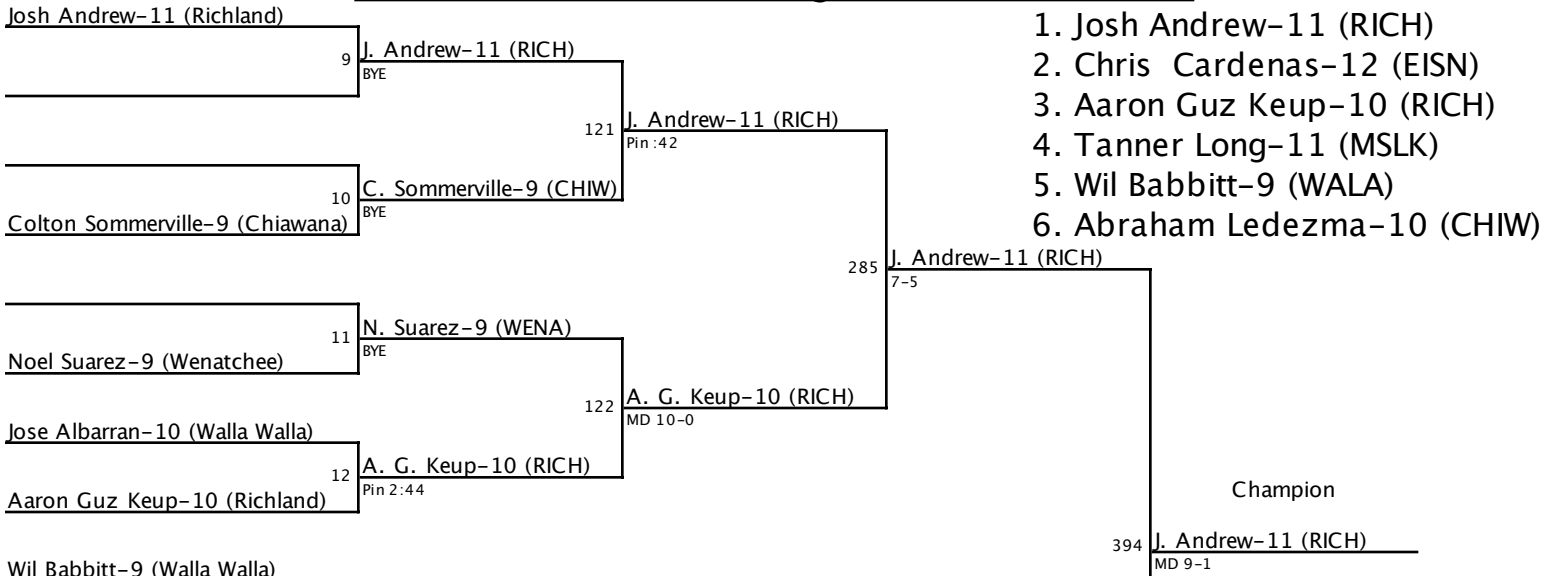 Josh Andrew-11 (Richland)
9
J. Andrew-11 (RICH)
BYE
121
J. Andrew-11 (RICH)
Pin :42
10
C. Sommerville-9 (CHIW)
BYE
Colton Sommerville-9 (Chiawana)
285
J. Andrew-11 (RICH)
7-5
11
N. Suarez-9 (WENA)
BYE
Noel Suarez-9 (Wenatchee)
122
A. G. Keup-10 (RICH)
MD 10-0
Jose Albarran-10 (Walla Walla)
12
A. G. Keup-10 (RICH)
Pin 2:44
Aaron Guz Keup-10 (Richland)
Champion
394
J. Andrew-11 (RICH)
MD 9-1
Wil Babbitt-9 (Walla Walla)
1. Josh Andrew-11 (RICH)
2. Chris  Cardenas-12 (EISN)
3. Aaron Guz Keup-10 (RICH)
4. Tanner Long-11 (MSLK)
5. Wil Babbitt-9 (WALA)
6. Abraham Ledezma-10 (CHIW)